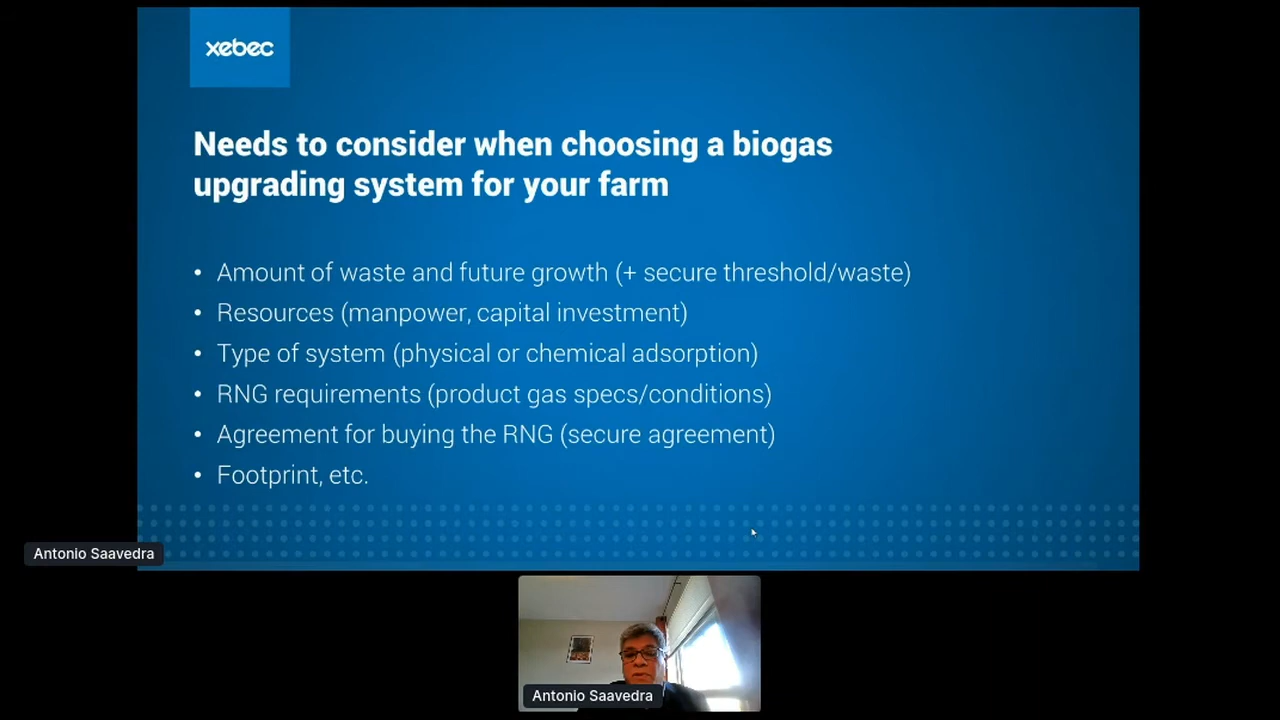 xebec
Needs to consider when choosing a biogas
upgrading system for your farm
• Amount of waste and future growth (+ secure threshold/waste)
• Resources (manpower, capital investment)
• Type of system (physical or chemical adsorption)
• RNG requirements (product gas specs/conditions)
• Agreement for buying the RNG (secure agreement)
• Footprint, etc.
Antonio Saavedra
Antonio Saavedra